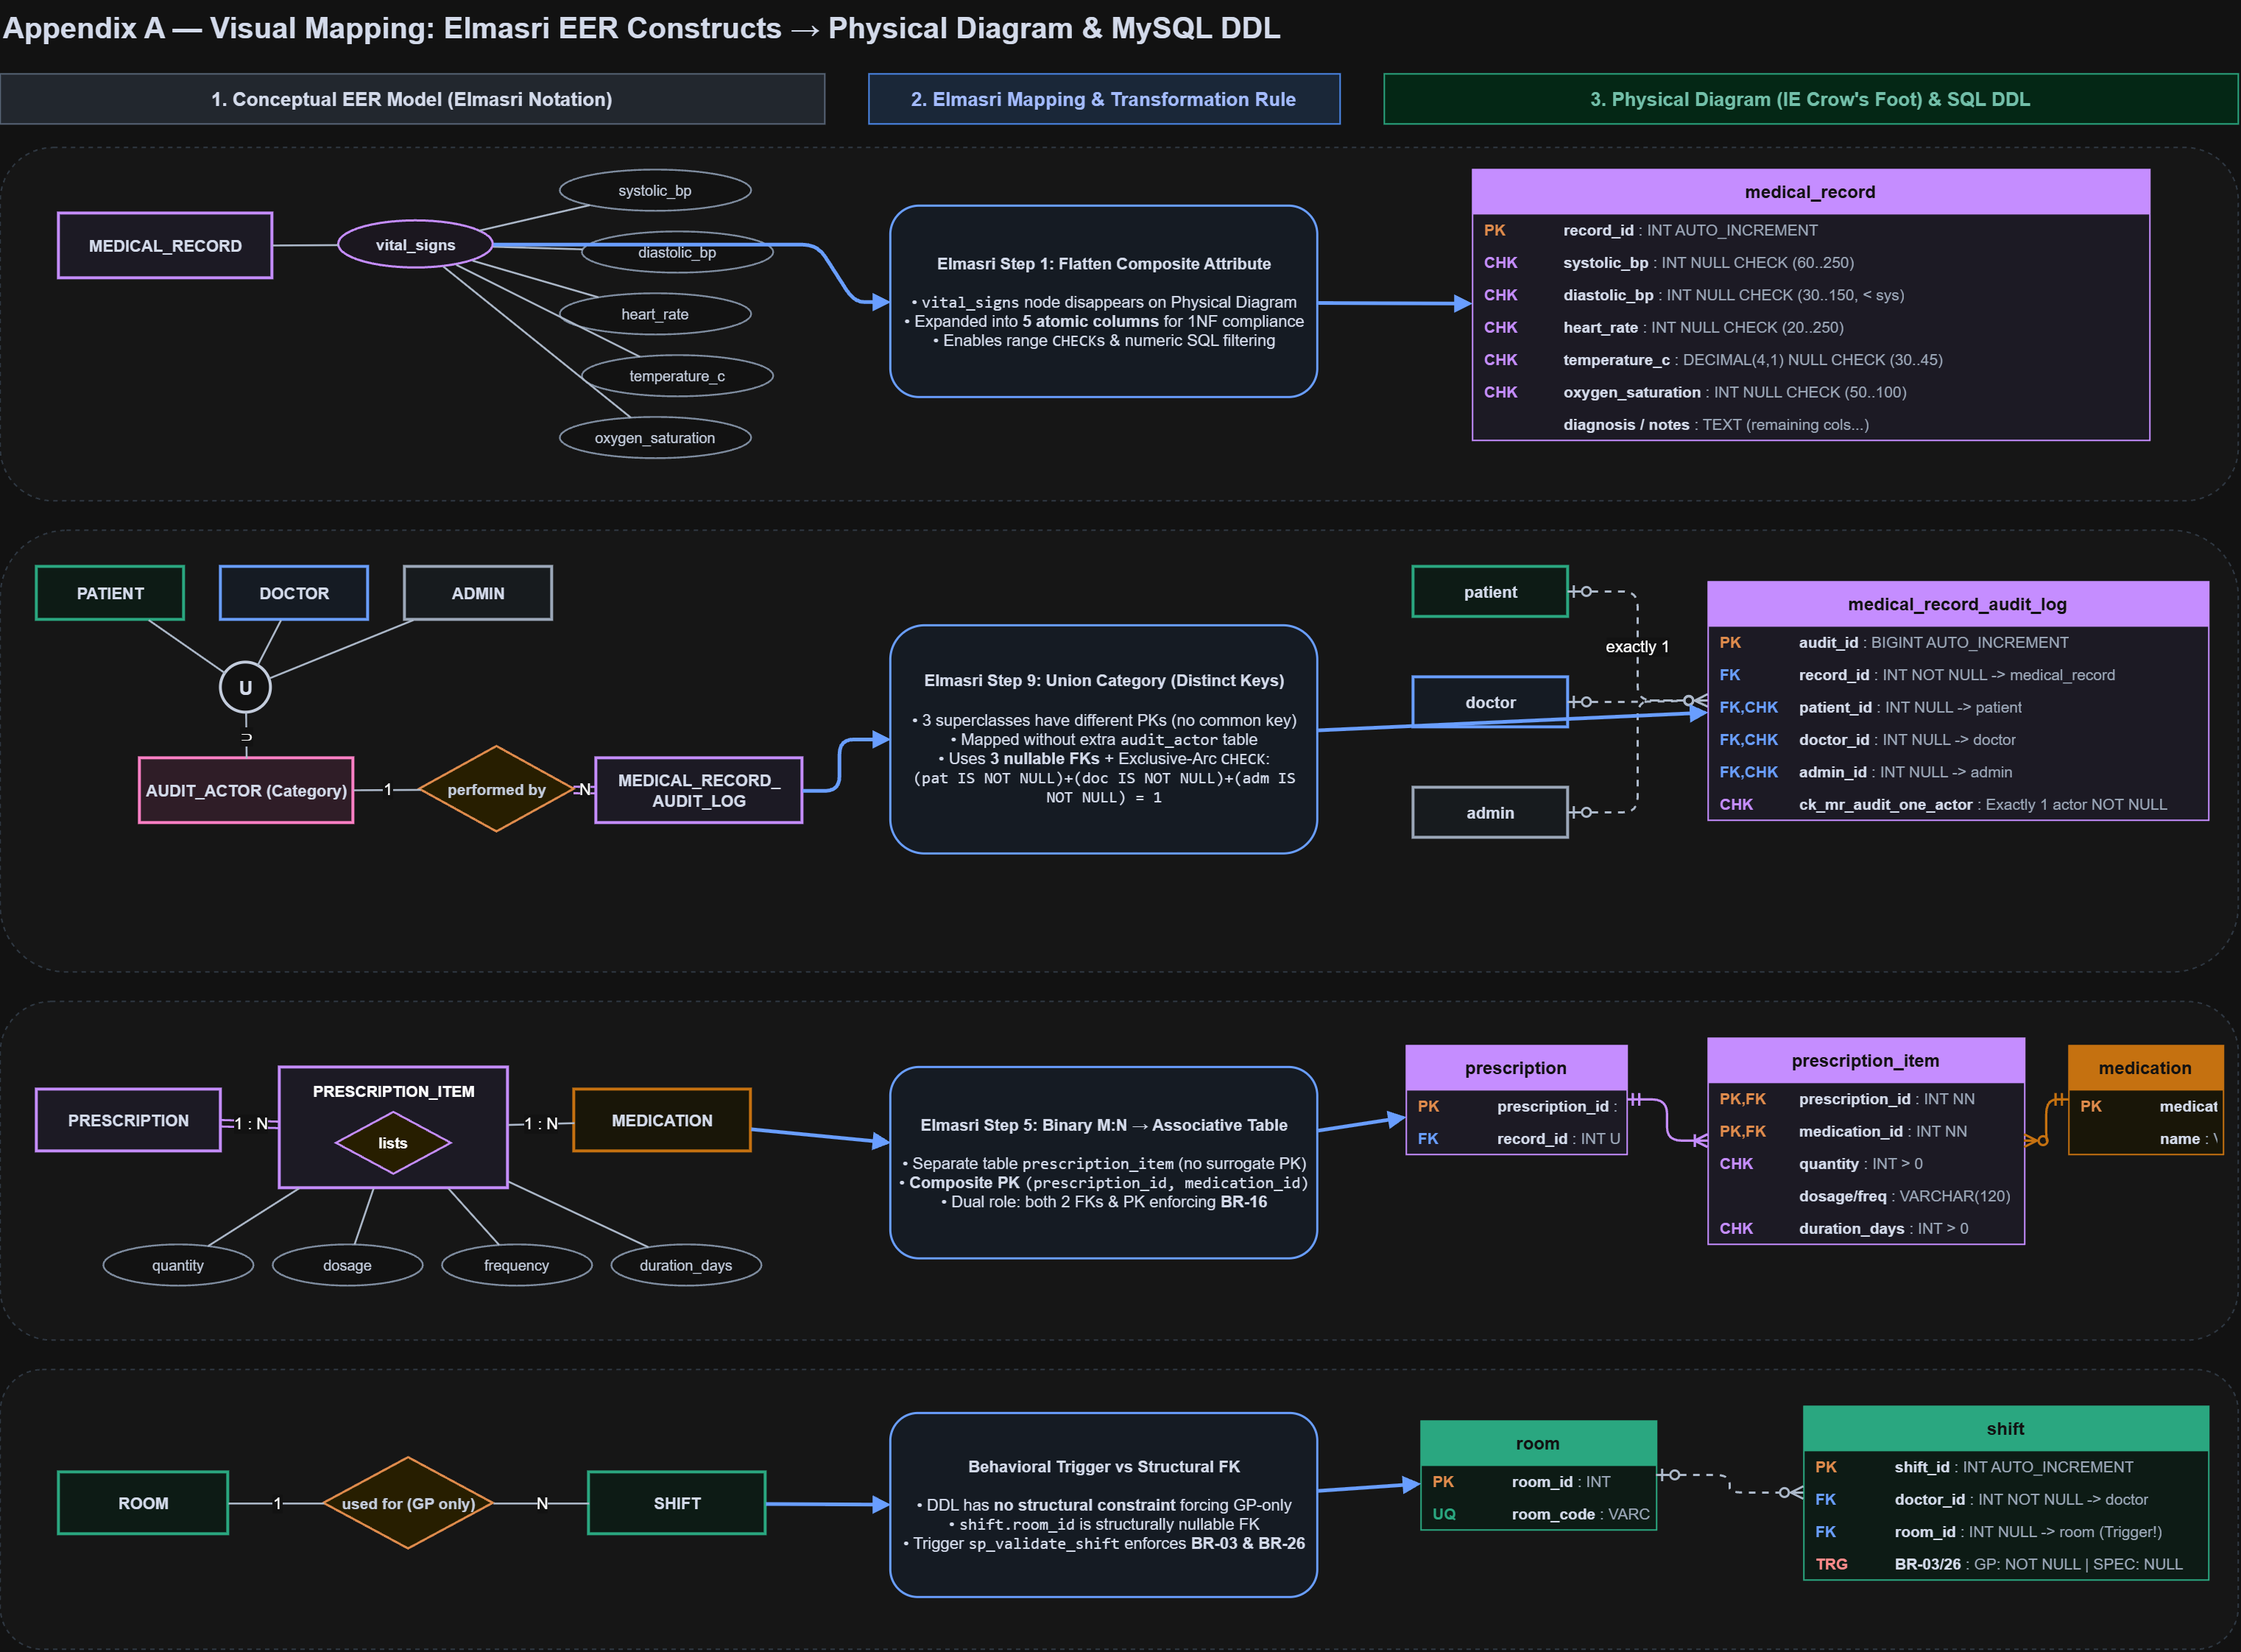 Appendix A — Visual Mapping: Elmasri EER Constructs → Physical Diagram & MySQL DDL
1. Conceptual EER Model (Elmasri Notation)
2. Elmasri Mapping & Transformation Rule
3. Physical Diagram (IE Crow's Foot) & SQL DDL
MEDICAL_RECORD
vital_signs
systolic_bp
diastolic_bp
heart_rate
temperature_c
oxygen_saturation
Elmasri Step 1: Flatten Composite Attribute
• vital_signs node disappears on Physical Diagram
• Expanded into 5 atomic columns for 1NF compliance
• Enables range CHECKs & numeric SQL filtering
medical_record
PK record_id : INT AUTO_INCREMENT
CHK systolic_bp : INT NULL CHECK (60..250)
CHK diastolic_bp : INT NULL CHECK (30..150, < sys)
CHK heart_rate : INT NULL CHECK (20..250)
CHK temperature_c : DECIMAL(4,1) NULL CHECK (30..45)
CHK oxygen_saturation : INT NULL CHECK (50..100)
diagnosis / notes : TEXT (remaining cols...)
PATIENT
DOCTOR
ADMIN
U
⊃
AUDIT_ACTOR (Category)
1
performed by
N
MEDICAL_RECORD_
AUDIT_LOG
Elmasri Step 9: Union Category (Distinct Keys)
• 3 superclasses have different PKs (no common key)
• Mapped without extra audit_actor table
• Uses 3 nullable FKs + Exclusive-Arc CHECK:
(pat IS NOT NULL)+(doc IS NOT NULL)+(adm IS
NOT NULL) = 1
patient
doctor
admin
exactly 1
medical_record_audit_log
PK audit_id : BIGINT AUTO_INCREMENT
FK record_id : INT NOT NULL -> medical_record
FK,CHK patient_id : INT NULL -> patient
FK,CHK doctor_id : INT NULL -> doctor
FK,CHK admin_id : INT NULL -> admin
CHK ck_mr_audit_one_actor : Exactly 1 actor NOT NULL
PRESCRIPTION
1 : N
PRESCRIPTION_ITEM
lists
1 : N
MEDICATION
quantity
dosage
frequency
duration_days
Elmasri Step 5: Binary M:N → Associative Table
• Separate table prescription_item (no surrogate PK)
• Composite PK (prescription_id, medication_id)
• Dual role: both 2 FKs & PK enforcing BR-16
prescription
PK prescription_id :
FK record_id : INT U
prescription_item
PK,FK prescription_id : INT NN
PK,FK medication_id : INT NN
CHK quantity : INT > 0
dosage/freq : VARCHAR(120)
CHK duration_days : INT > 0
medication
PK medicat
name :
ROOM
1
used for (GP only)
N
SHIFT
Behavioral Trigger vs Structural FK
• DDL has no structural constraint forcing GP-only
• shift.room_id is structurally nullable FK
• Trigger sp_validate_shift enforces BR-03 & BR-26
room
PK room_id : INT
UQ room_code : VARC
shift
PK shift_id : INT AUTO_INCREMENT
FK doctor_id : INT NOT NULL -> doctor
FK room_id : INT NULL -> room (Trigger!)
TRG BR-03/26 : GP: NOT NULL | SPEC: NULL